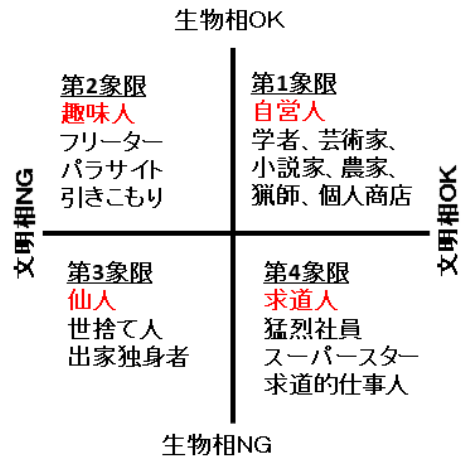 生物相OK
第2象限
趣味人
フリーター
パラサイト
引きこもり
第1象限
自営人
学者、芸術家、
小説家、農家、
猟師、個人商店
文明相NG
文明相OK
第3象限
仙人
世捨て人
出家独身者
第4象限
求道人
猛烈社員
スーパースター
求道的仕事人
生物相NG